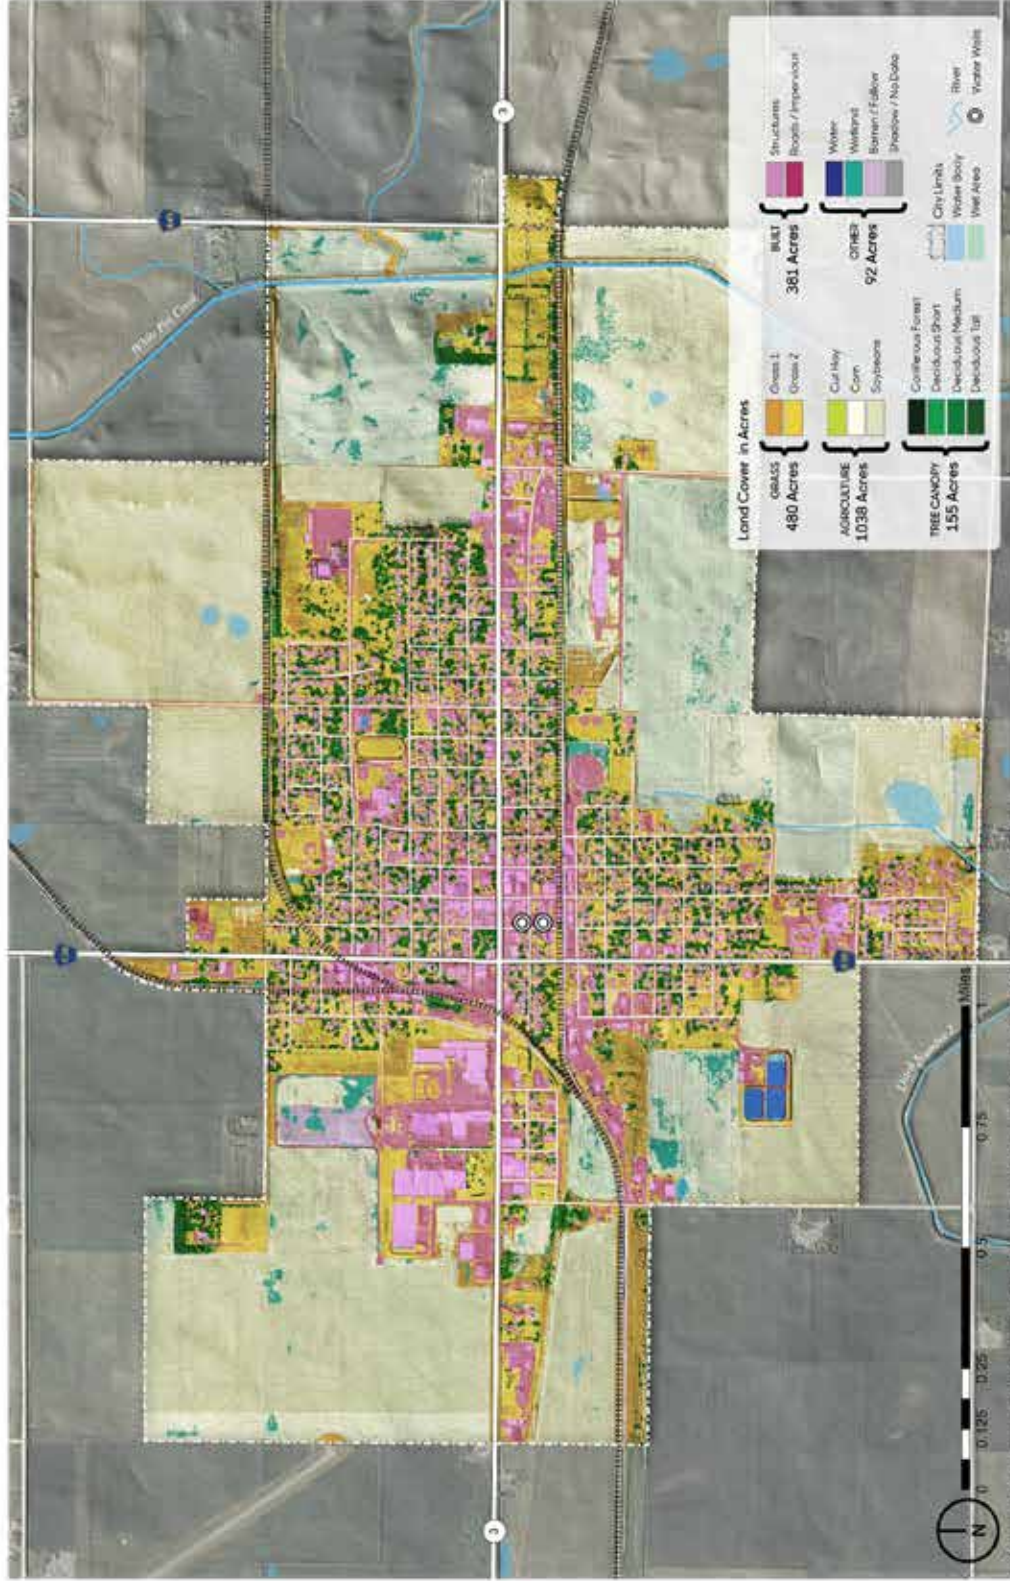 Land Cover in Acres
GRASS
480 Acres
Grass 1
Grass 2
AGRICULTURE
1038 Acres
Cut Hay
Corn
Soybeans
TREE CANOPY
155 Acres
Coniferous Forest
Deciduous Short
Deciduous Medium
Deciduous Tall
BUILT
381 Acres
Structures
Roads / Impervious
OTHER
92 Acres
Water
Wetland
Barren / Fallow
Shadow / No Data
City Limits
Water Body
Wet Area
River
Water Wells
3
3
0
0.125
0.25
0.5
0.75
1
Miles
N